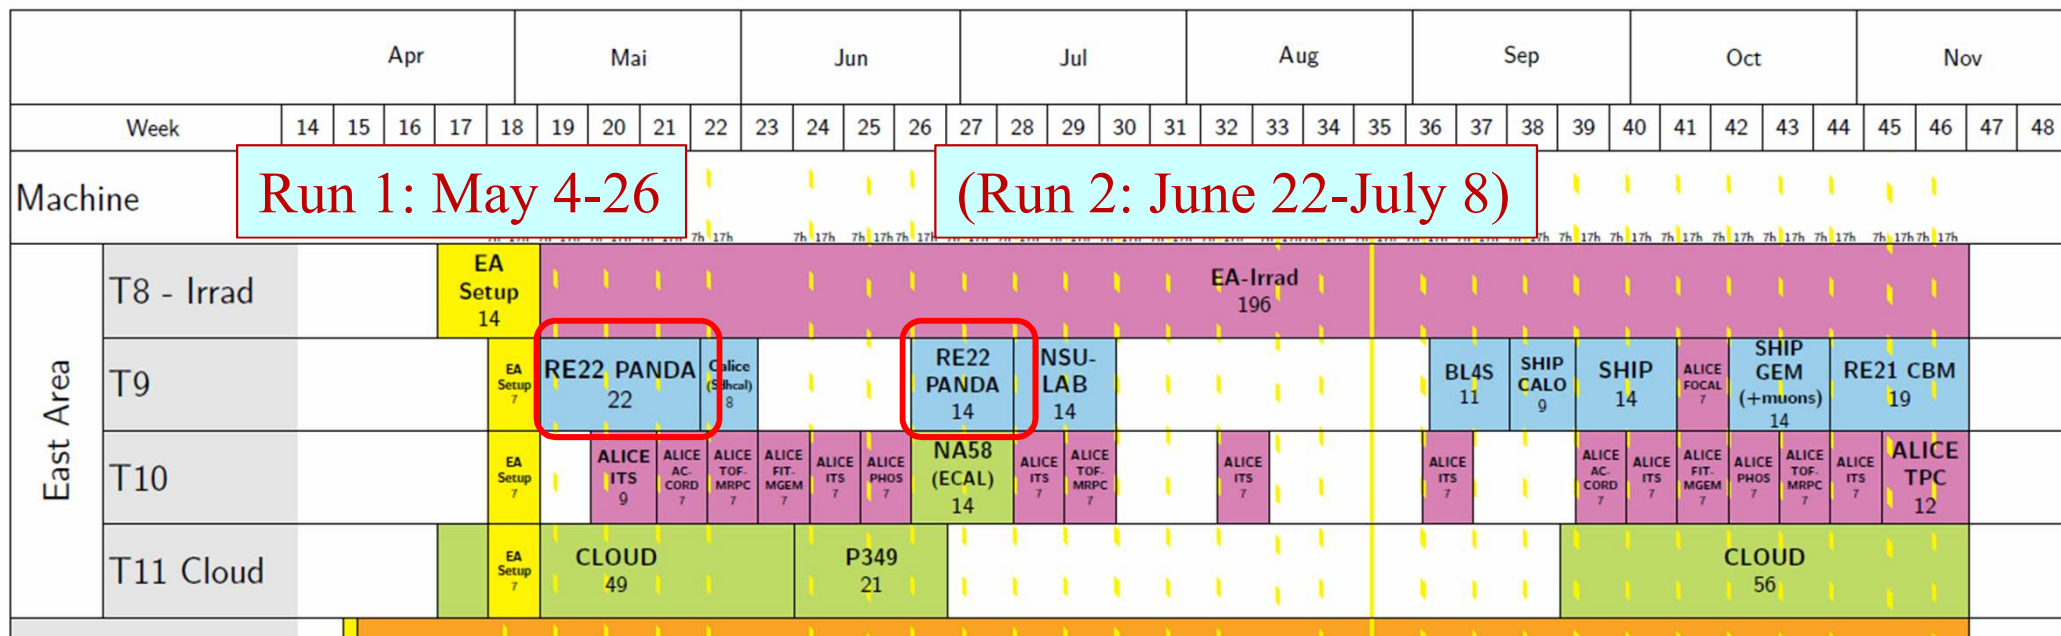 Apr Mai Jun Jul Aug Sep Oct Nov
Week 14 15 16 17 18 19 20 21 22 23 24 25 26 27 28 29 30 31 32 33 34 35 36 37 38 39 40 41 42 43 44 45 46 47 48
Machine
Run 1: May 4-26
(Run 2: June 22-July 8)
7h 17h 7h 17h 7h 17h 7h 17h
East Area
T8 - Irrad
EA
Setup
14
EA-Irrad
196
T9
EA
Setup
7
RE22 PANDA
22
Calice
(Sdhcal)
8
RE22
PANDA
14
NSU-
LAB
14
BL4S
11
SHIP
CALO
9
SHIP
14
ALICE
FOCAL
7
SHIP
GEM
(+muons)
14
RE21 CBM
19
T10
EA
Setup
7
ALICE
ITS
9
ALICE
AC-
CORD
7
ALICE
TOF-
MRPC
7
ALICE
FIT-
MGEM
7
ALICE
ITS
7
ALICE
PHOS
7
NA58
(ECAL)
14
ALICE
ITS
7
ALICE
TOF-
MRPC
7
ALICE
ITS
7
ALICE
ITS
7
ALICE
AC-
CORD
7
ALICE
ITS
7
ALICE
FIT-
MGEM
7
ALICE
PHOS
7
ALICE
TOF-
MRPC
7
ALICE
ITS
7
ALICE
TPC
12
T11 Cloud
EA
Setup
7
CLOUD
49
P349
21
CLOUD
56